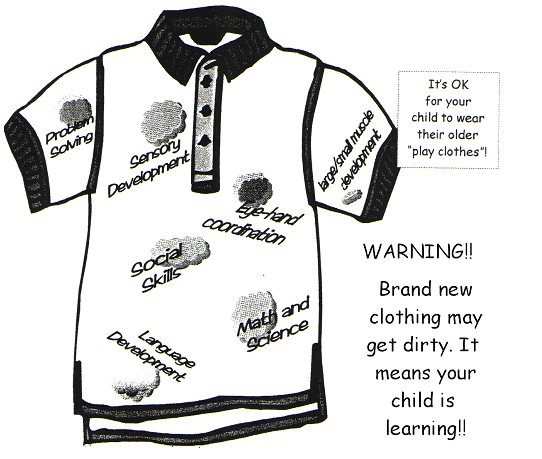 Problem
Solving
Sensory
Development
large/small muscle
development
Eye-hand
coordination
Social
Skills
Math and
Science
Language
Development
It's OK
for your
child to wear
their older
"play clothes"!
WARNING!!
Brand new
clothing may
get dirty. It
means your
child is
learning!!